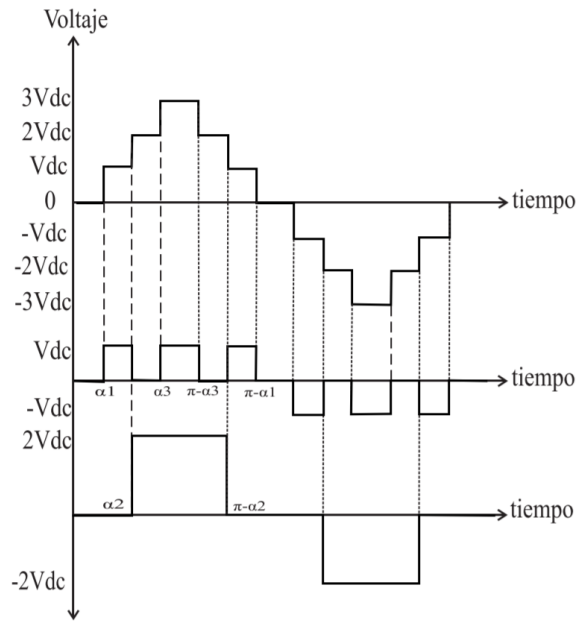 Voltaje
3Vdc
2Vdc
Vdc
0
tiempo
-Vdc
-2Vdc
-3Vdc
Vdc
tiempo
α1
α3
π-α3
π-α1
-Vdc
2Vdc
α2
π-α2
tiempo
-2Vdc